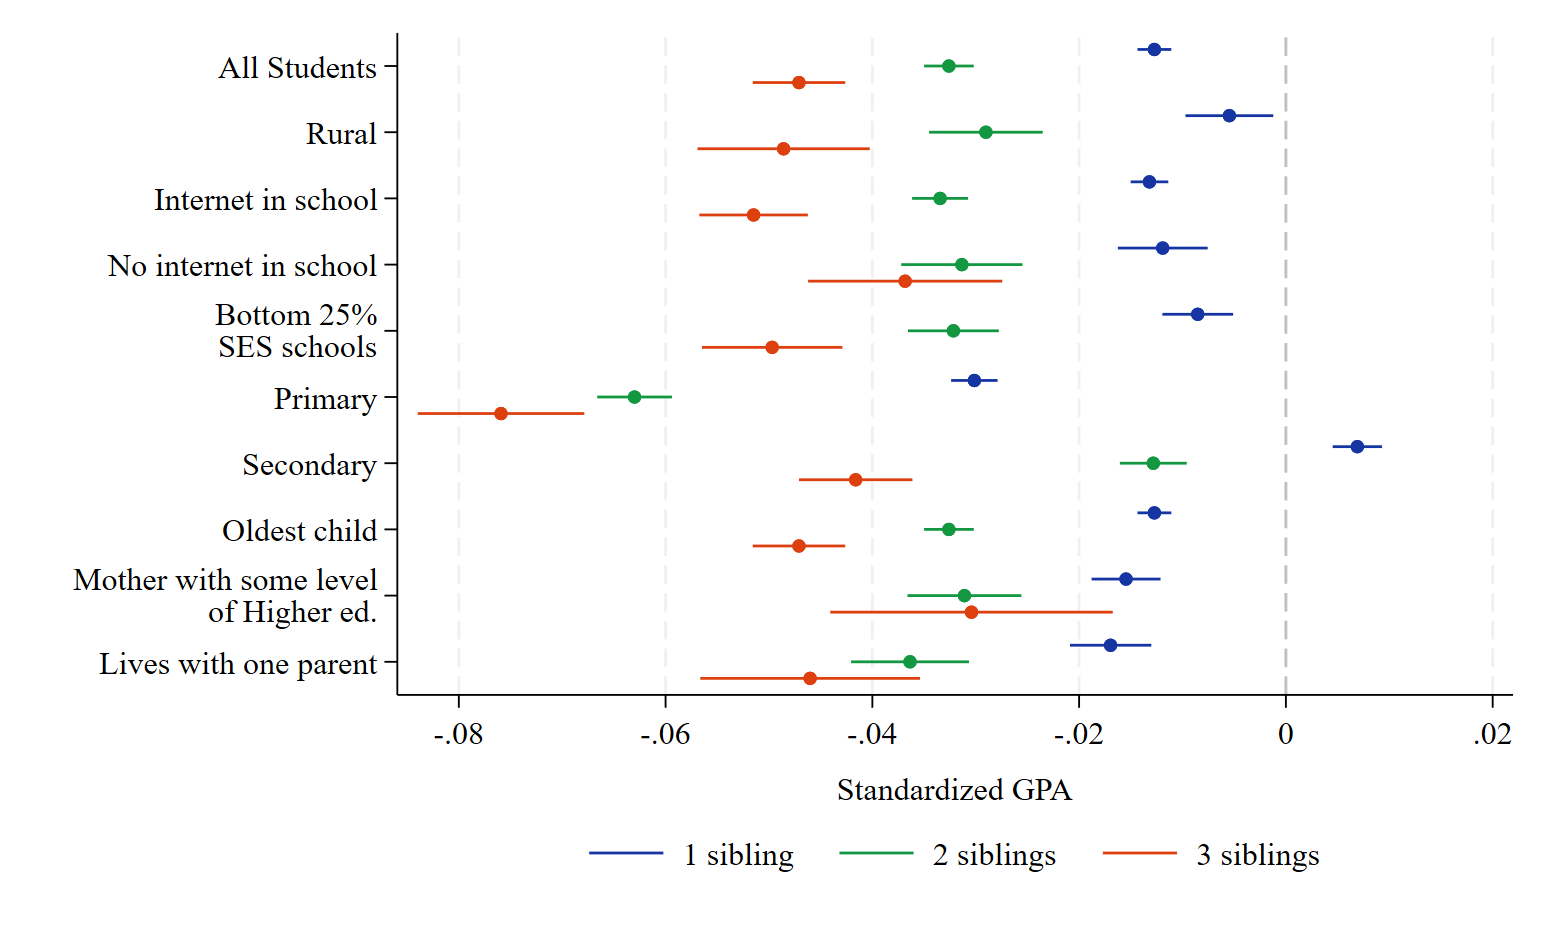 All Students
Rural
Internet in school
No internet in school
Bottom 25%
SES schools
Primary
Secondary
Oldest child
Mother with some level
of Higher ed.
Lives with one parent
-.08 -.06 -.04 -.02 0 .02
Standardized GPA
1 sibling 2 siblings 3 siblings